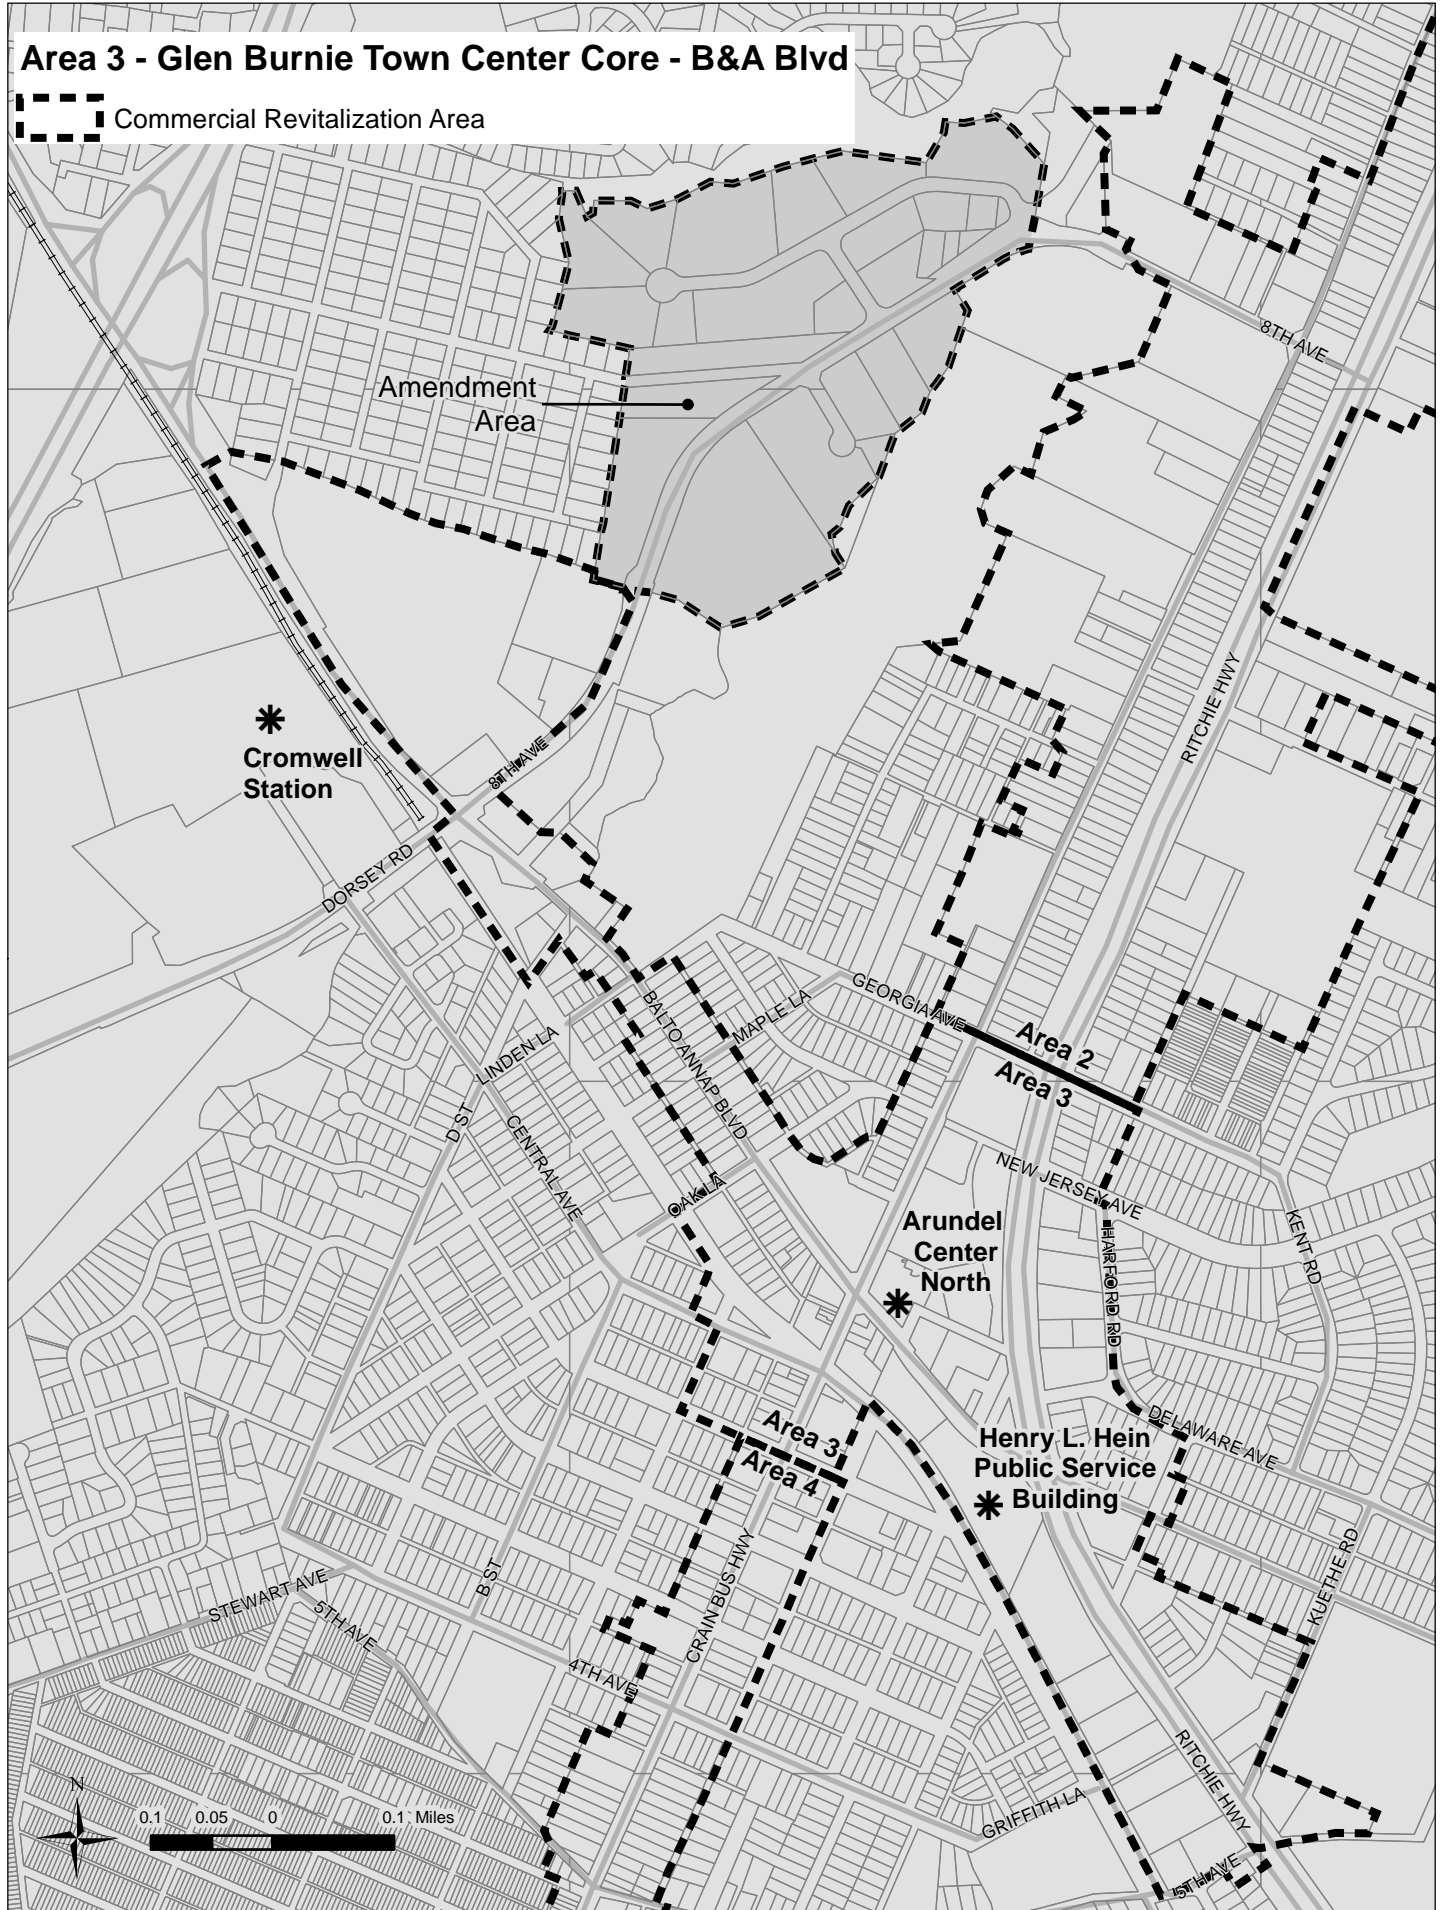 Area 3 - Glen Burnie Town Center Core - B&A Blvd
Commercial Revitalization Area
8TH AVE
Amendment
Area
RITCHIE HWY
Cromwell
Station
8TH AVE
DORSEY RD
GEORGIA AVE
MAPLE LA
BALTO ANNAP BLVD
LINDEN LA
Area 2
Area 3
D ST
CENTRAL AVE
NEW JERSEY AVE
OAK LA
Arundel
Center
North
KENT RD
HARFORD RD
DELAWARE AVE
Area 3
Area 4
Henry L. Hein
Public Service
Building
CRAIN BUS HWY
KUETHE RD
B ST
STEWART AVE
5TH AVE
4TH AVE
RITCHIE HWY
GRIFFITH LA
5TH AVE
N
0.1 0.05 0 0.1 Miles